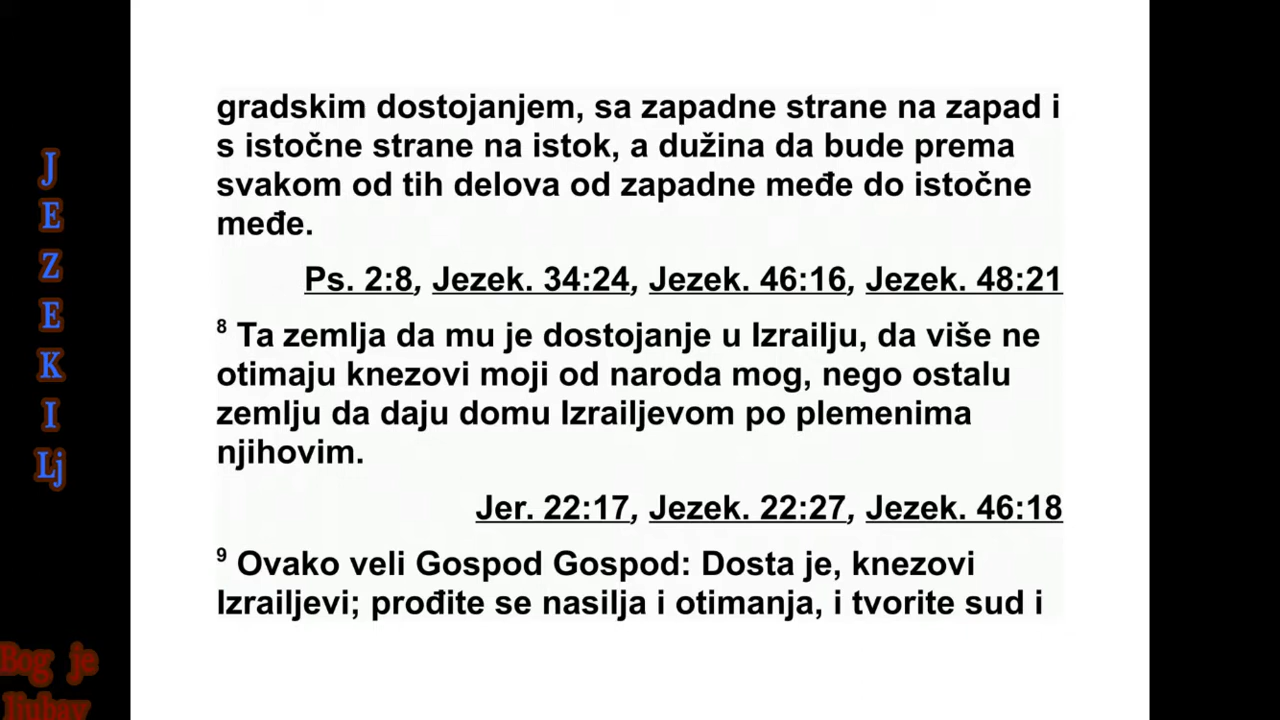 J
E
Z
E
K
I
Lj
Bog je
ljubav
gradskim dostojanjem, sa zapadne strane na zapad i
s istočne strane na istok, a dužina da bude prema
svakom od tih delova od zapadne međe do istočne
međe.
Ps. 2:8, Jezek. 34:24, Jezek. 46:16, Jezek. 48:21
8 Ta zemlja da mu je dostojanje u Izrailju, da više ne
otimaju knezovi moji od naroda mog, nego ostalu
zemlju da daju domu Izrailjevom po plemenima
njihovim.
Jer. 22:17, Jezek. 22:27, Jezek. 46:18
9 Ovako veli Gospod Gospod: Dosta je, knezovi
Izrailjevi; prođite se nasilja i otimanja, i tvorite sud i